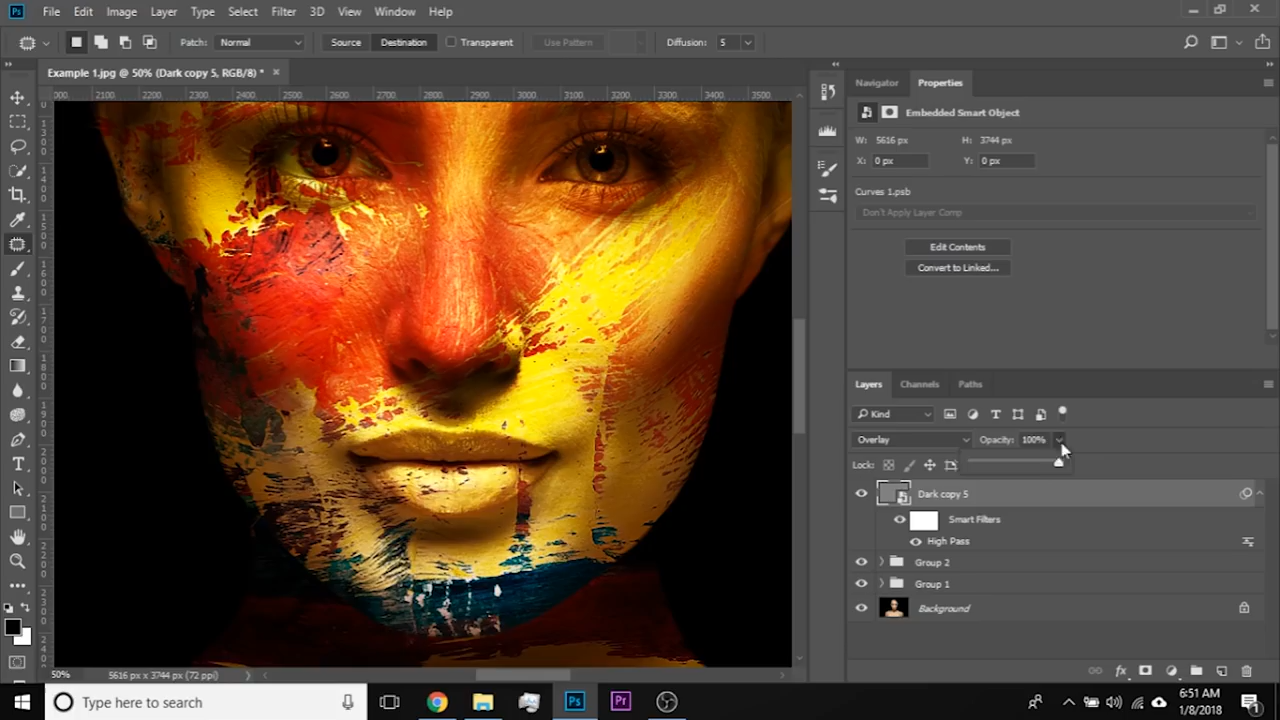 Ps File Edit Image Layer Type Select Filter 3D View Window Help
Patch: Normal Source Destination Transparent Use Pattern Diffusion: 5
Example 1.jpg @ 50% (Dark copy 5, RGB/8) * ×
000. 2100. 2200. 2300. 2400. 2500. 2600. 2700. 2800. 2900. 3000. 3100. 3200. 3300. 3400. 3500.
Navigator Properties
Embedded Smart Object
W: 5616 px H: 3744 px
X: 0 px Y: 0 px
Curves 1.psb
Don't Apply Layer Comp
Edit Contents
Convert to Linked...
Layers Channels Paths
Kind
Overlay Opacity: 100%
Lock:
Dark copy 5
Smart Filters
High Pass
Group 2
Group 1
Background
50% 5616 px x 3744 px (72 ppi)
Type here to search
Ps Pr
6:51 AM
1/8/2018
1